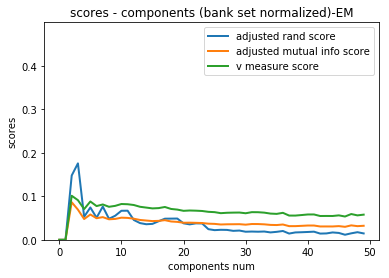 scores - components (bank set normalized)-EM
adjusted rand score
adjusted mutual info score
v measure score
scores
0.4
0.3
0.2
0.1
0.0
0
10
20
30
40
50
components num